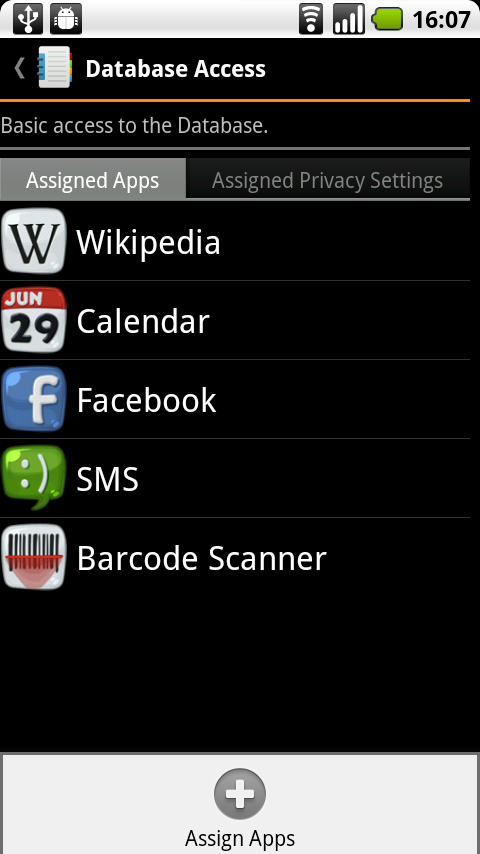 16:07
Database Access
Basic access to the Database.
Assigned Apps
Assigned Privacy Settings
W Wikipedia
JUN
29
Calendar
f Facebook
:) SMS
Barcode Scanner
Assign Apps